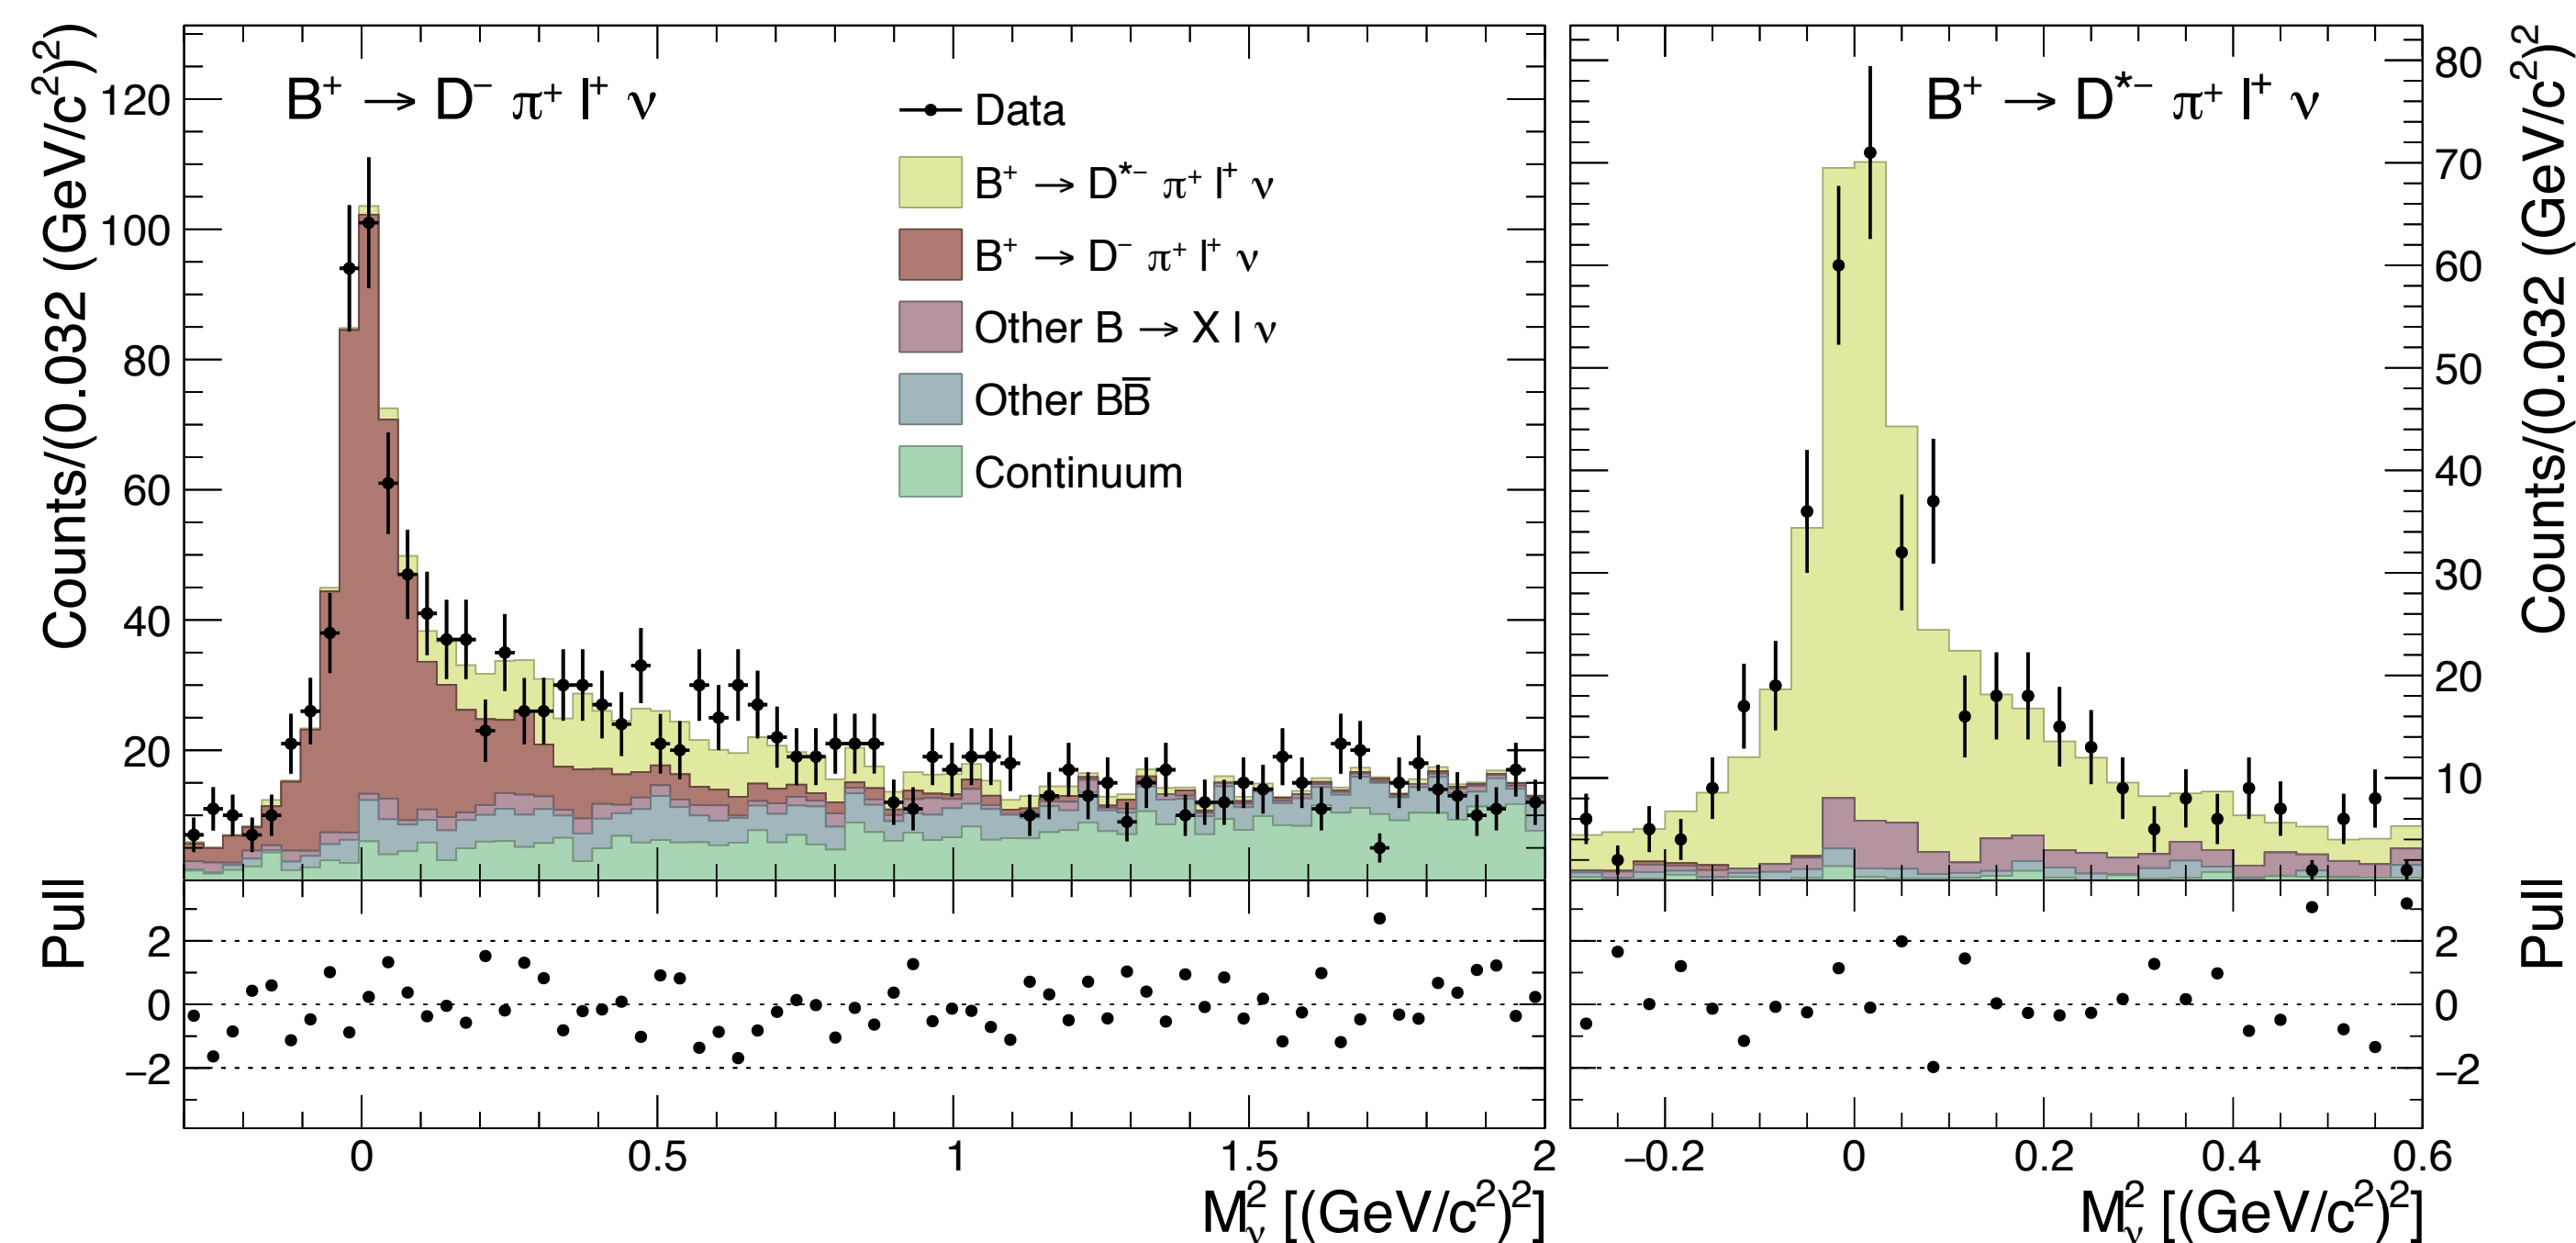 B⁺ → D⁻ π⁺ l⁺ ν
Counts/(0.032 (GeV/c²)²)
120
100
80
60
40
20
Data
B⁺ → D*⁻ π⁺ l⁺ ν
B⁺ → D⁻ π⁺ l⁺ ν
Other B → X l ν
Other BB̅
Continuum
Pull
2
0
−2
0 0.5 1 1.5 2
M²ᵥ [(GeV/c²)²]
B⁺ → D*⁻ π⁺ l⁺ ν
80
70
60
50
40
30
20
10
Counts/(0.032 (GeV/c²)²)
2
0
−2
Pull
−0.2 0 0.2 0.4 0.6
M²ᵥ [(GeV/c²)²]